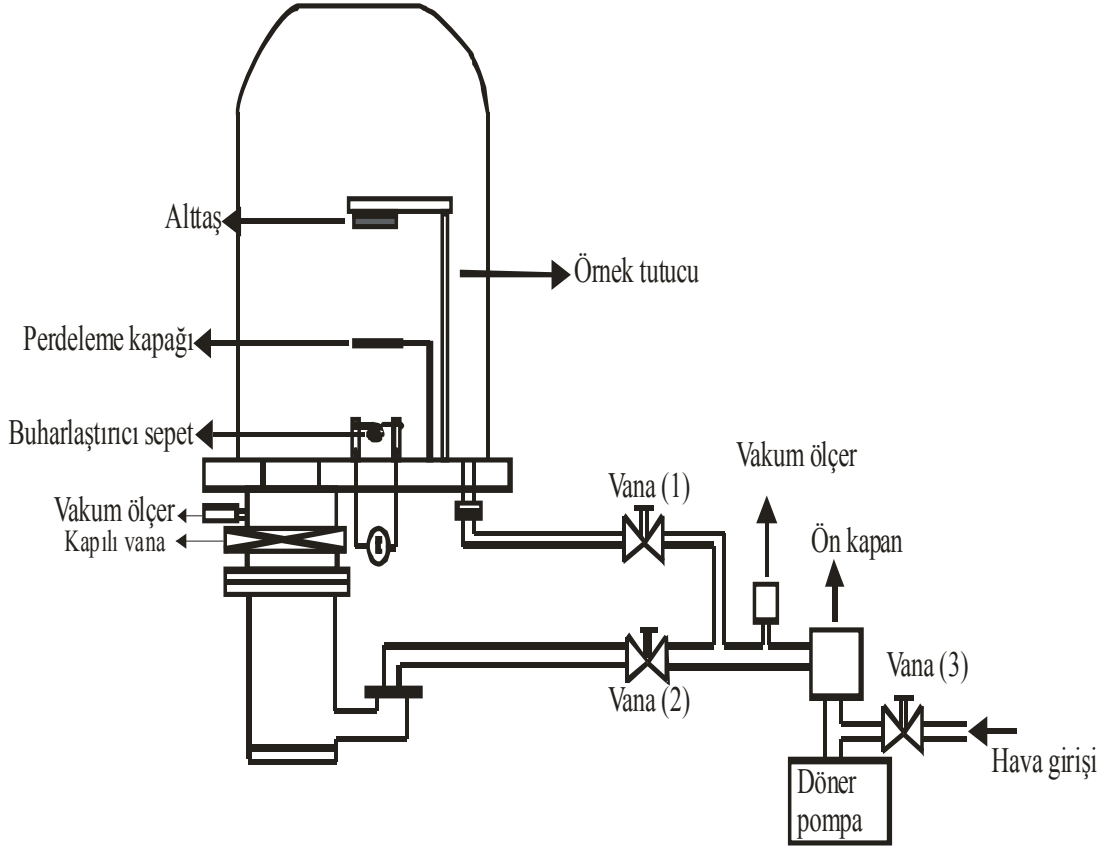 Alttaş
Örnek tutucu
Perdeleme kapağı
Buharlaştırıcı sepet
Vakum ölçer
Vana (1)
Vakum ölçer
Kapılı vana
Ön kapan
Vana (2)
Vana (3)
Hava girişi
Döner
pompa